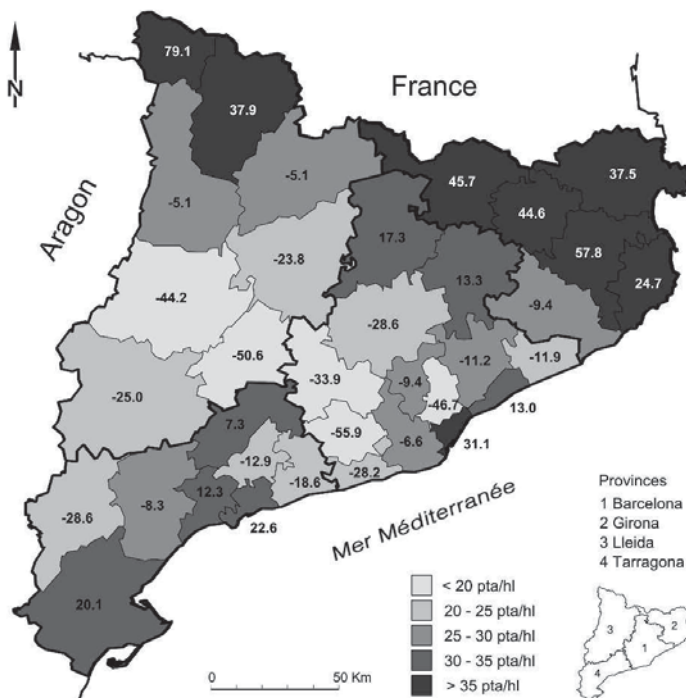 79.1
N
France
37.9
37.5
45.7
-5.1
-5.1
44.6
Aragon
17.3
57.8
-23.8
13.3
24.7
-44.2
-9.4
-28.6
-50.6
-11.2
-11.9
-33.9
-9.4
-25.0
-46.7
13.0
7.3
-55.9
-6.6
31.1
-12.9
-28.2
-8.3
12.3
-18.6
-28.6
22.6
Mer Méditerranée
20.1
Provinces
1 Barcelona
2 Girona
3 Lleida
4 Tarragona
< 20 pta/hl
20 - 25 pta/hl
25 - 30 pta/hl
30 - 35 pta/hl
> 35 pta/hl
0 50 Km
3
2
1
4